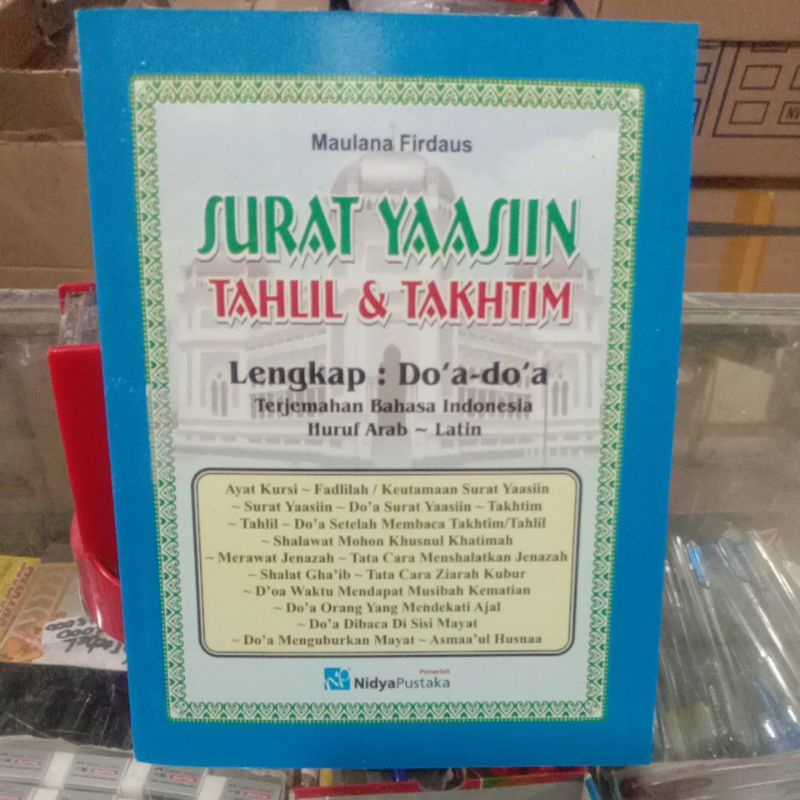 Maulana Firdaus
SURAT YAASIIN
TAHLIL & TAKHTIM
Lengkap : Do'a-do'a
Terjemahan Bahasa Indonesia
Huruf Arab ~ Latin
Ayat Kursi ~ Fadlilah / Keutamaan Surat Yaasiin
~ Surat Yaasiin ~ Do'a Surat Yaasiin ~ Takhtim
~ Tahlil ~ Do'a Setelah Membaca Takhtim/Tahlil
~ Shalawat Mohon Khusnul Khatimah
~ Merawat Jenazah ~ Tata Cara Menshalatkan Jenazah
~ Shalat Gha'ib ~ Tata Cara Ziarah Kubur
~ D'oa Waktu Mendapat Musibah Kematian
~ Do'a Orang Yang Mendekati Ajal
~ Do'a Dibaca Di Sisi Mayat
~ Do'a Menguburkan Mayat ~ Asmaa'ul Husnaa
Penerbit
NidyaPustaka